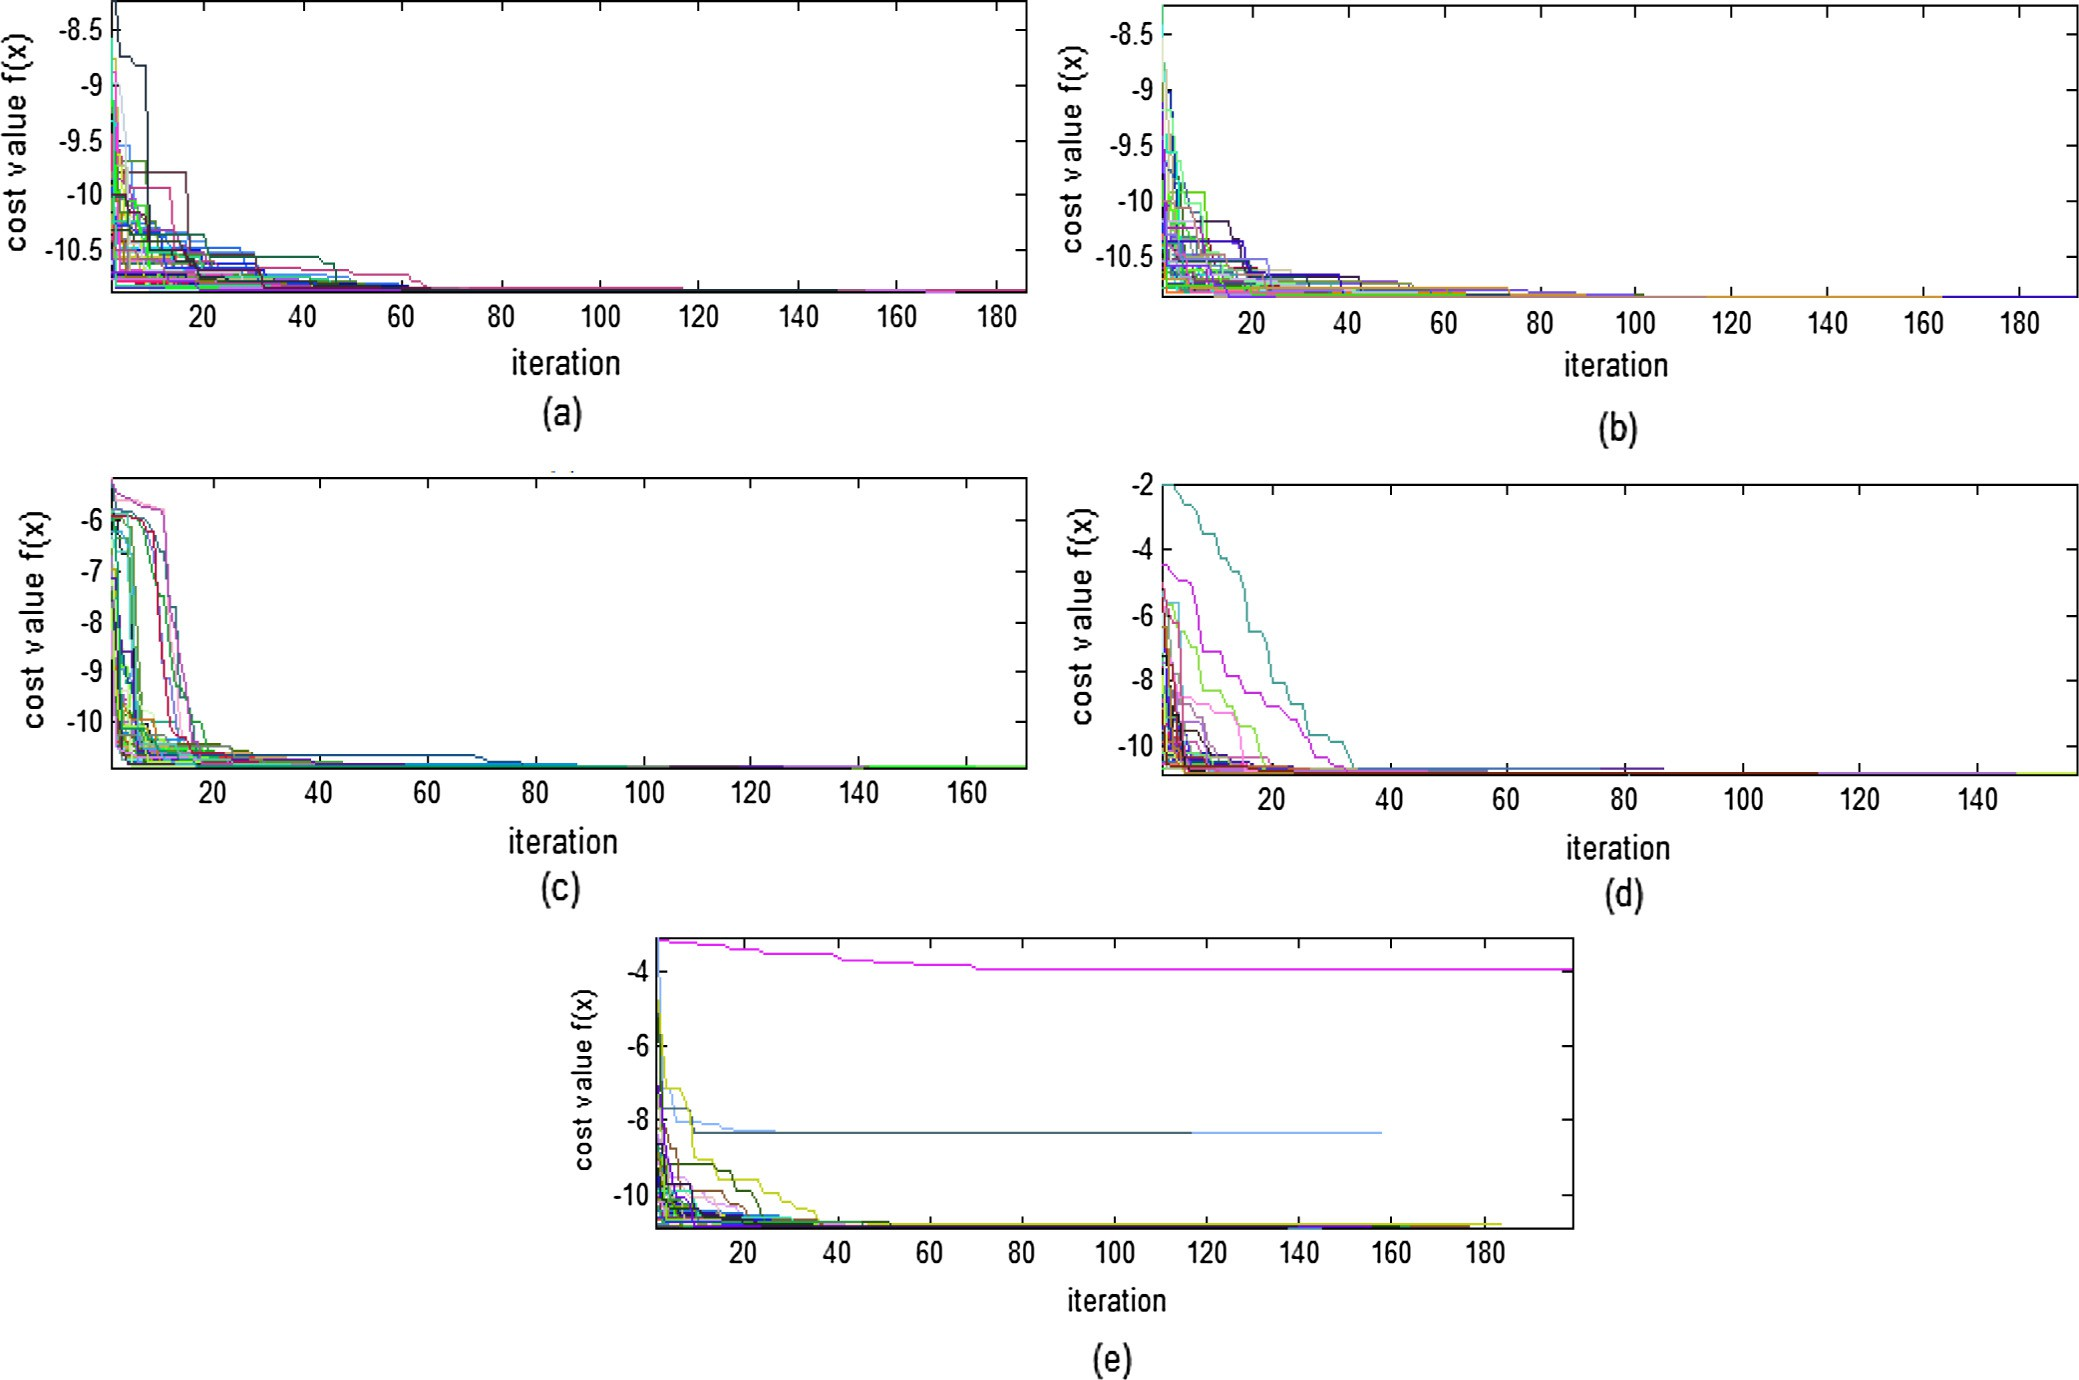 cost value f(x)
-8.5
-9
-9.5
-10
-10.5
20 40 60 80 100 120 140 160 180
iteration
(a)
cost value f(x)
-8.5
-9
-9.5
-10
-10.5
20 40 60 80 100 120 140 160 180
iteration
(b)
cost value f(x)
-6
-7
-8
-9
-10
20 40 60 80 100 120 140 160
iteration
(c)
cost value f(x)
-2
-4
-6
-8
-10
20 40 60 80 100 120 140
iteration
(d)
cost value f(x)
-4
-6
-8
-10
20 40 60 80 100 120 140 160 180
iteration
(e)